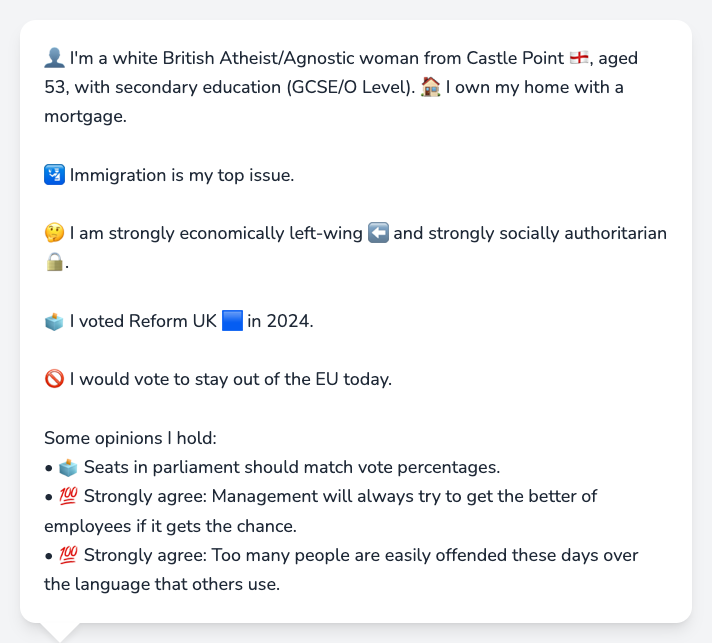 👤 I'm a white British Atheist/Agnostic woman from Castle Point 🏴󠁧󠁢󠁥󠁮󠁧󠁿, aged
53, with secondary education (GCSE/O Level). 🏠 I own my home with a
mortgage.
🛂 Immigration is my top issue.
🤔 I am strongly economically left-wing ⬅️ and strongly socially authoritarian
🔒.
🗳️ I voted Reform UK 🟦 in 2024.
🚫 I would vote to stay out of the EU today.
Some opinions I hold:
• 🗳️ Seats in parliament should match vote percentages.
• 💯 Strongly agree: Management will always try to get the better of
employees if it gets the chance.
• 💯 Strongly agree: Too many people are easily offended these days over
the language that others use.